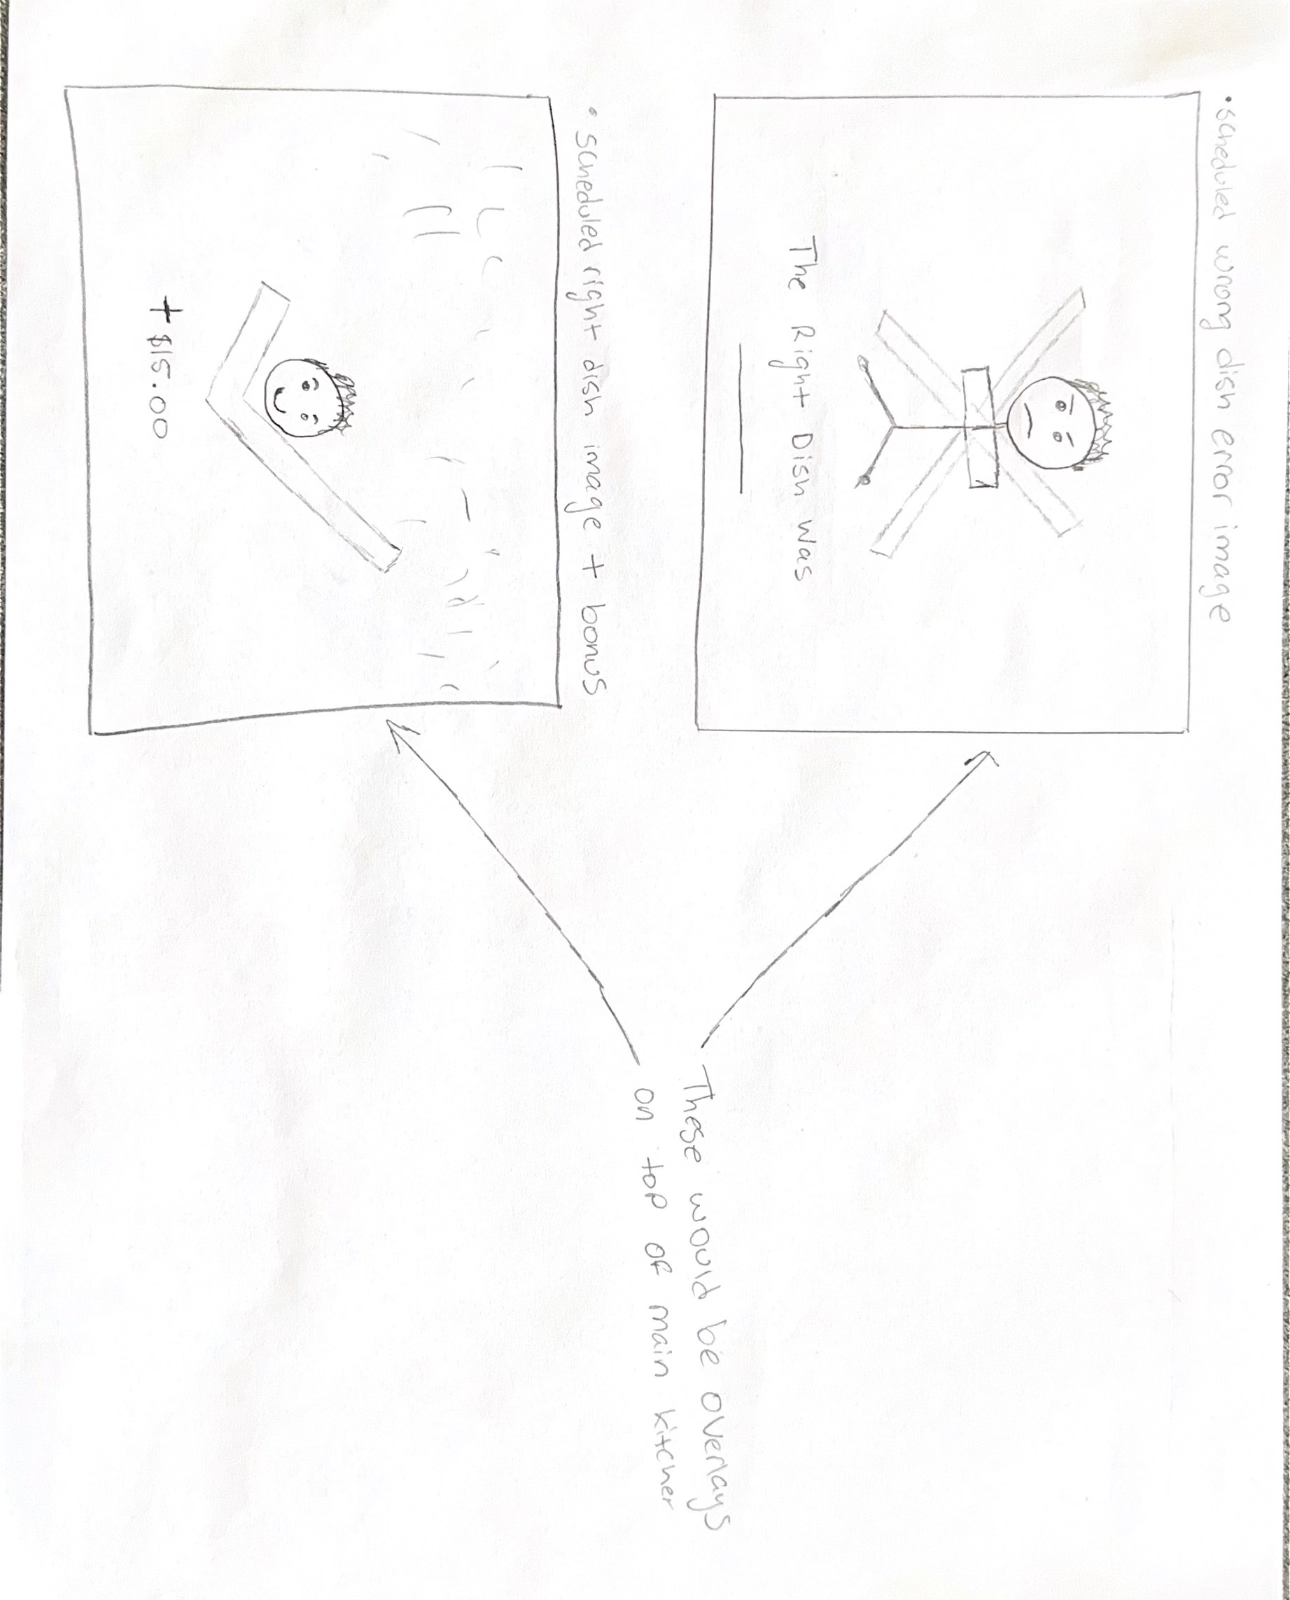 • scheduled wrong dish error image
The Right Dish Was
• scheduled right dish image + bonus
+ $15.00
These would be overlays
on top of main kitchen